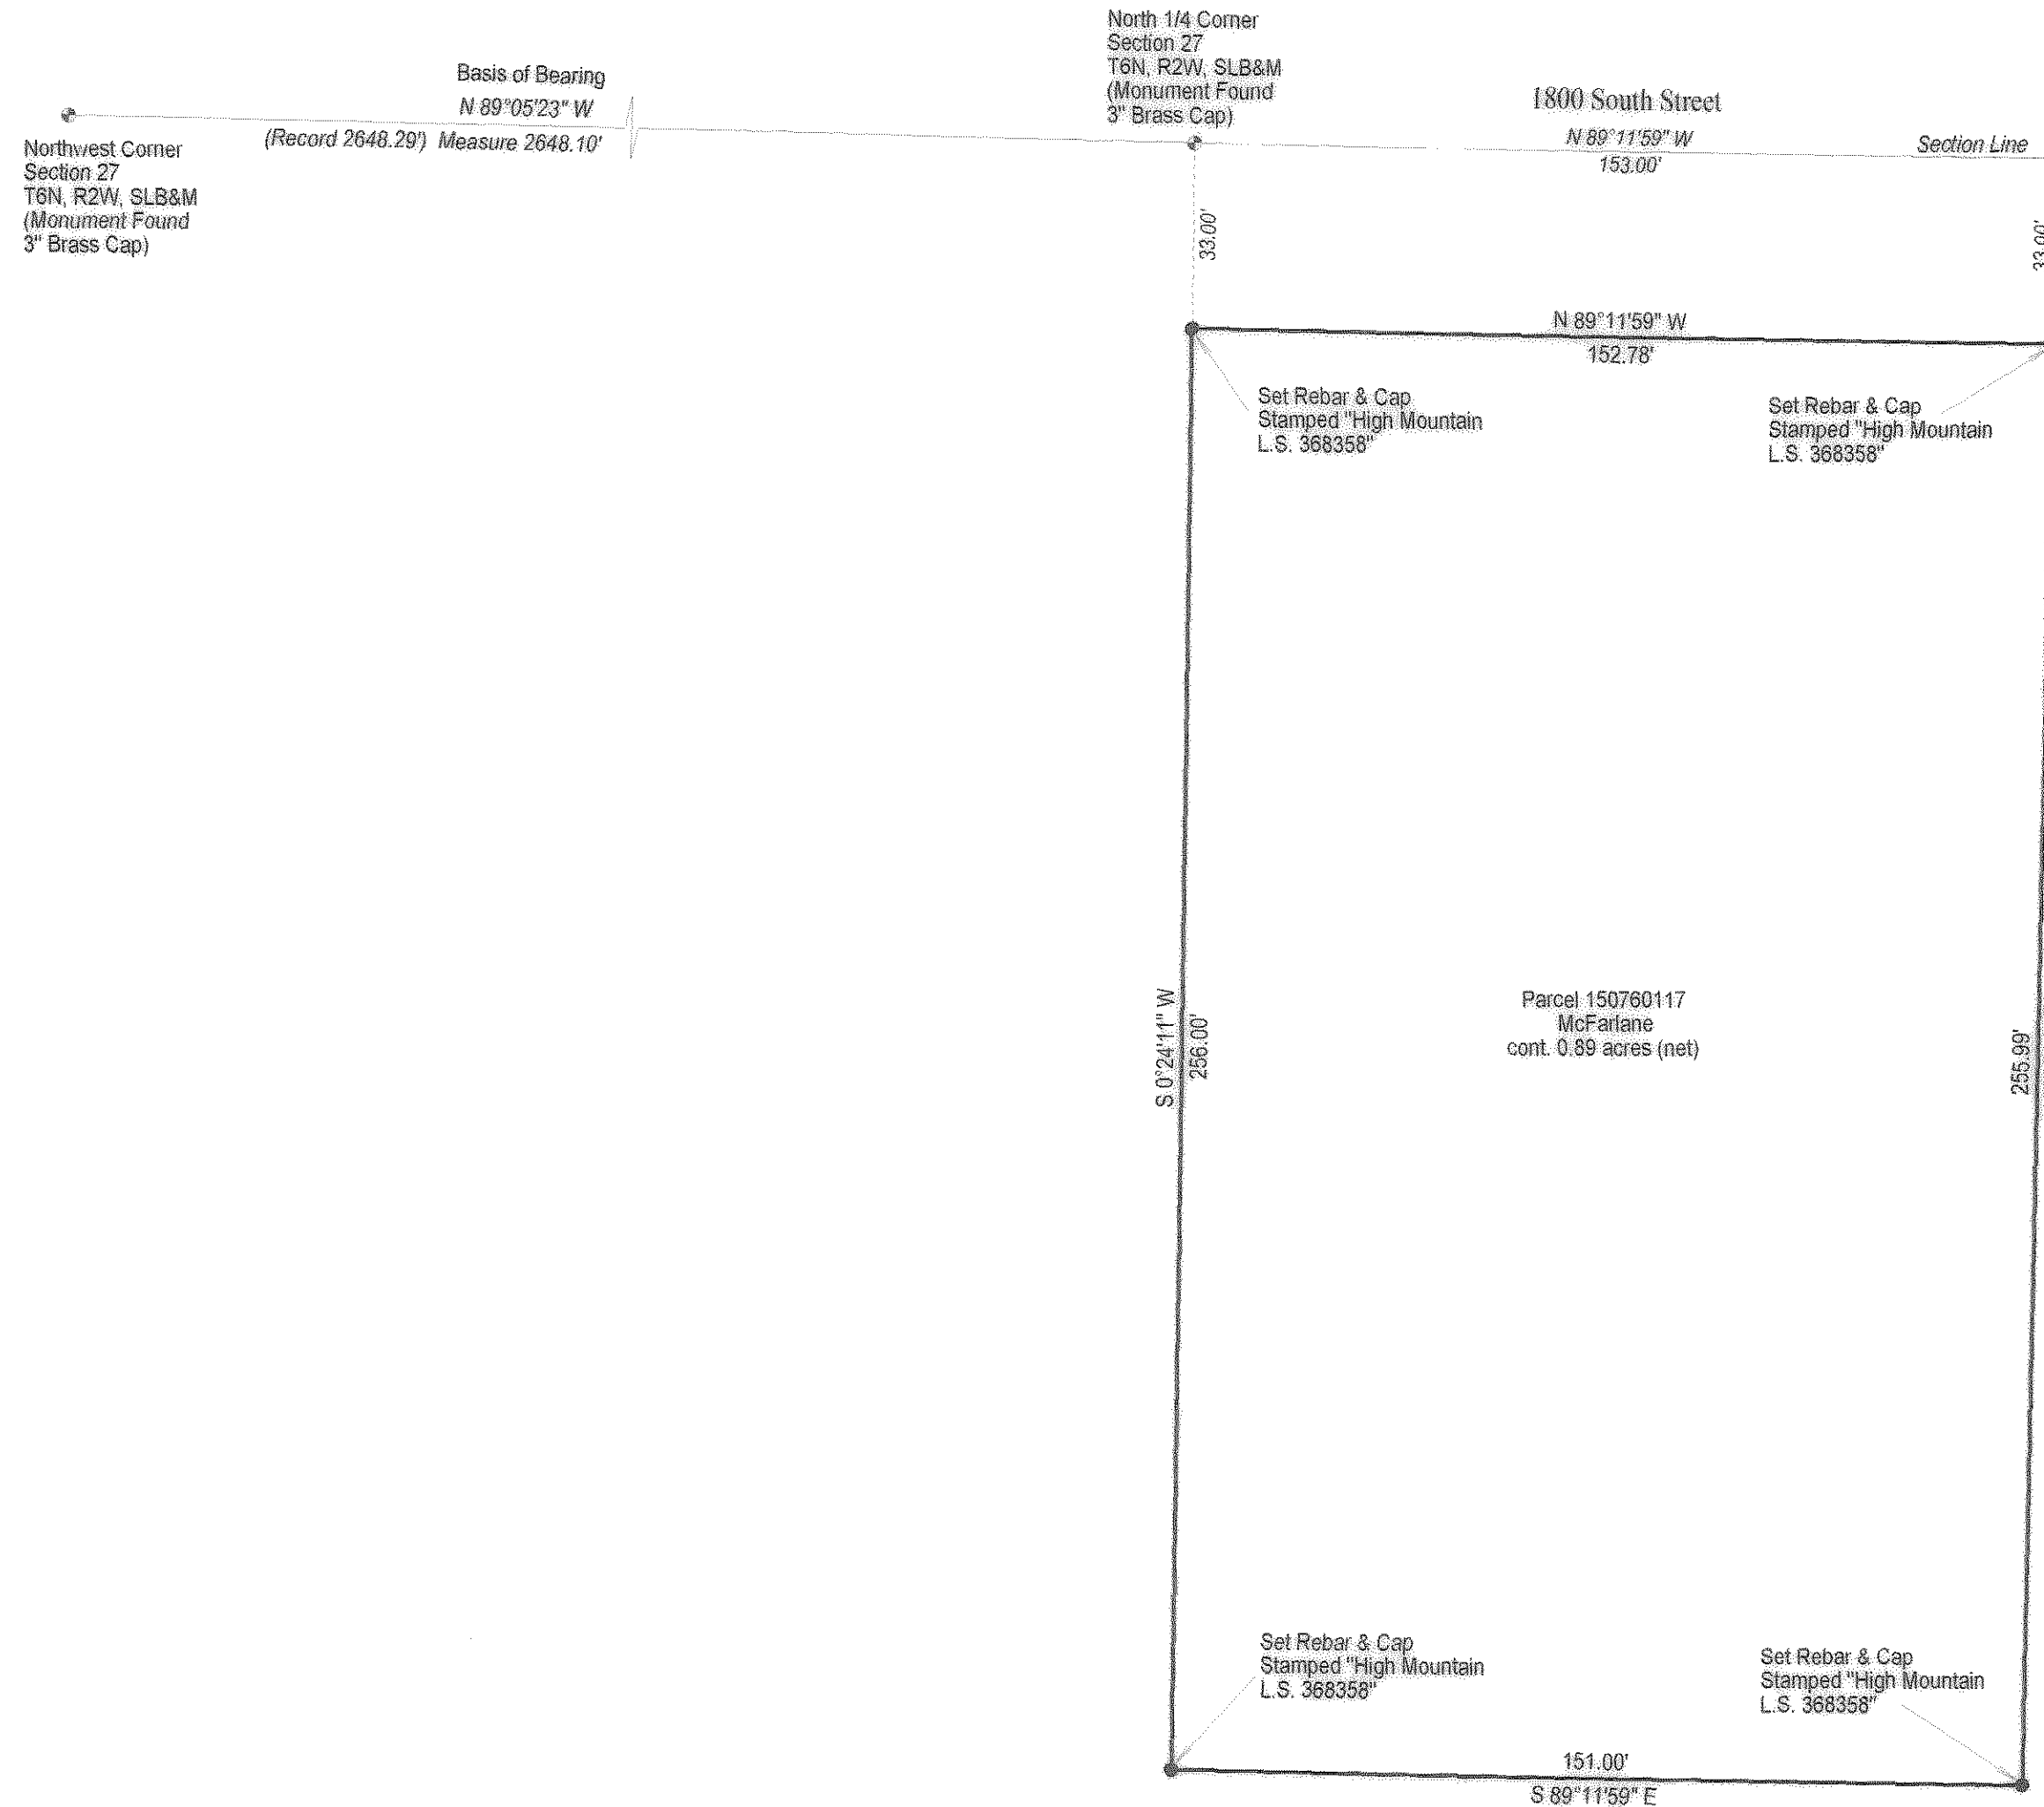 North 1/4 Corner
Section 27
T6N, R2W, SLB&M
(Monument Found
3" Brass Cap)
Basis of Bearing
N 89°05'23" W
(Record 2648.29') Measure 2648.10'
Northwest Corner
Section 27
T6N, R2W, SLB&M
(Monument Found
3" Brass Cap)
1800 South Street
N 89°11'59" W
153.00'
Section Line
33.00'
33.00'
N 89°11'59" W
152.78'
Set Rebar & Cap
Stamped "High Mountain
L.S. 368358"
Set Rebar & Cap
Stamped "High Mountain
L.S. 368358"
S 0°24'11" W
256.00'
Parcel 150760117
McFarlane
cont. 0.89 acres (net)
255.99'
Set Rebar & Cap
Stamped "High Mountain
L.S. 368358"
Set Rebar & Cap
Stamped "High Mountain
L.S. 368358"
151.00'
S 89°11'59" E